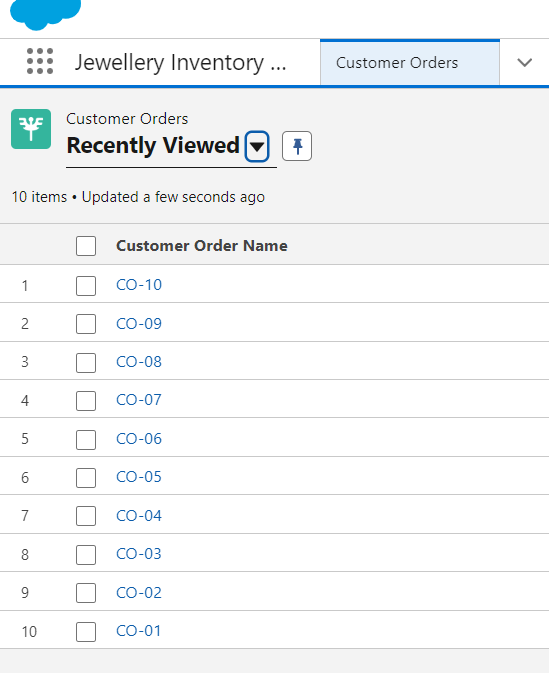 Jewellery Inventory ... Customer Orders
Customer Orders
Recently Viewed
10 items • Updated a few seconds ago
Customer Order Name
1 CO-10
2 CO-09
3 CO-08
4 CO-07
5 CO-06
6 CO-05
7 CO-04
8 CO-03
9 CO-02
10 CO-01